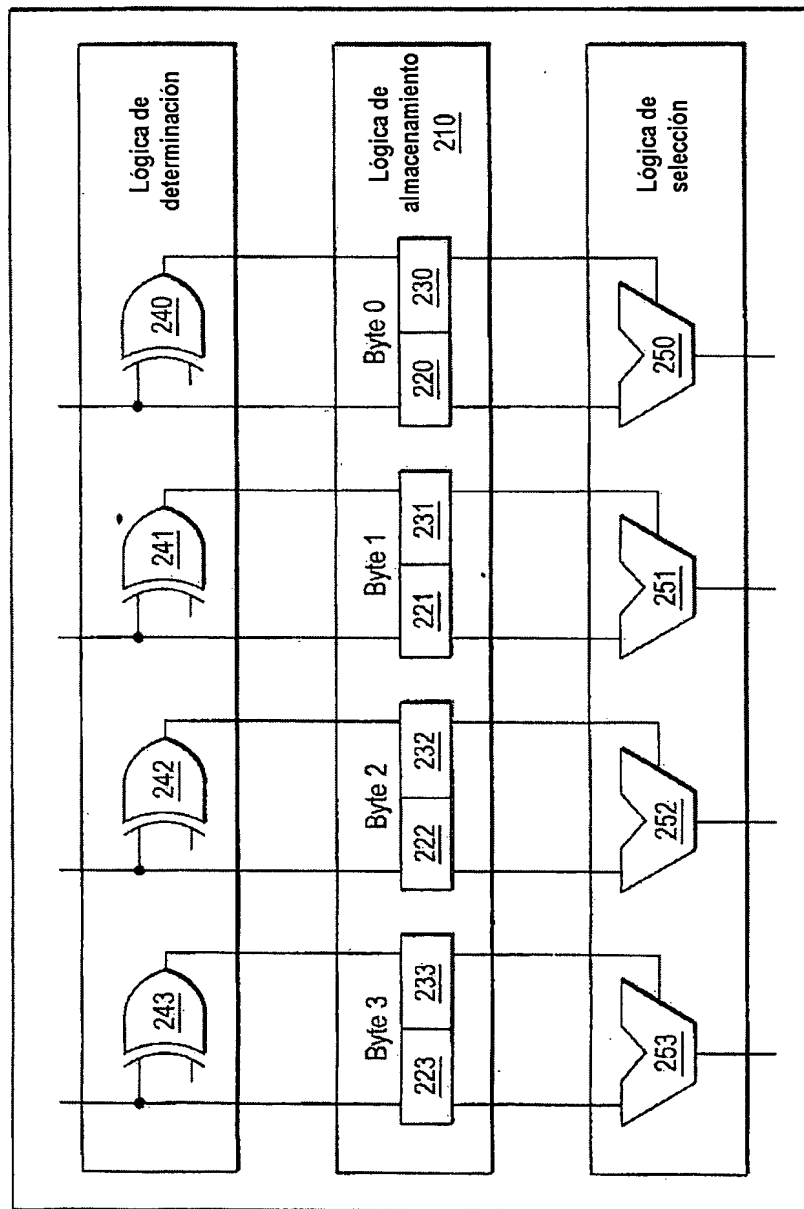 Lógica de
determinación
240
241
242
243
Lógica de
almacenamiento
210
Byte 0
220
230
Byte 1
221
231
Byte 2
222
232
Byte 3
223
233
Lógica de
selección
250
251
252
253